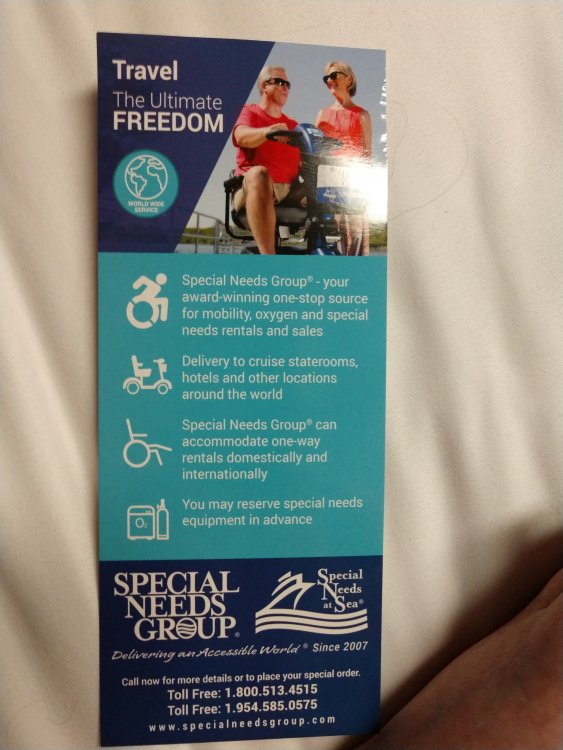 Travel
The Ultimate
FREEDOM
WORLD WIDE
SERVICE
Special Needs Group® - your
award-winning one-stop source
for mobility, oxygen and special
needs rentals and sales
Delivery to cruise staterooms,
hotels and other locations
around the world
Special Needs Group® can
accommodate one-way
rentals domestically and
internationally
O₂
You may reserve special needs
equipment in advance
SPECIAL
NEEDS
GROUP®
Special
Needs
at Sea®
Delivering an Accessible World® Since 2007
Call now for more details or to place your special order.
Toll Free: 1.800.513.4515
Toll Free: 1.954.585.0575
www.specialneedsgroup.com